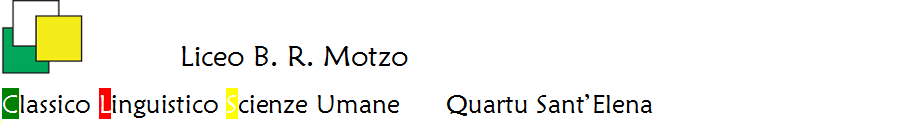 Liceo B. R. Motzo
Classico Linguistico Scienze Umane Quartu Sant'Elena